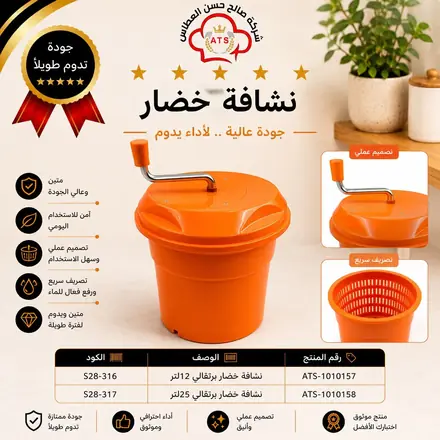 شركة صالح حسن العطاس
ATS
جودة
تدوم طويلاً
نشافة خضار
جودة عالية .. لأداء يدوم
تصميم عملي
متين
وعالي الجودة
آمن للاستخدام
اليومي
تصميم عملي
وسهل الاستخدام
تصريف سريع
ورفع فعال للماء
متين ويدوم
لفترة طويلة
تصريف سريع
رقم المنتج الوصف الكود
ATS-1010157 نشافة خضار برتقالي 12لتر S28-316
ATS-1010158 نشافة خضار برتقالي 25لتر S28-317
منتج موثوق
اختيارك الأفضل
تصميم عملي
وأنيق
أداء احترافي
وموثوق
جودة ممتازة
تدوم طويلاً